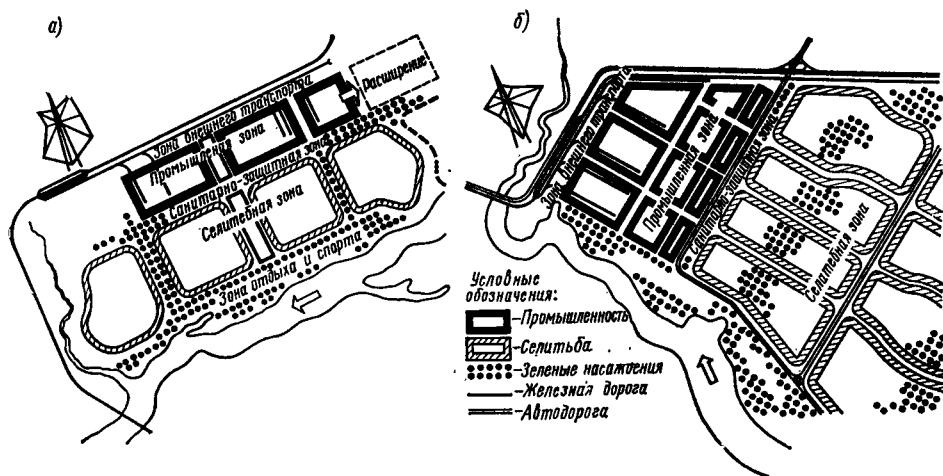 а)
Зона внешнего транспорта
Расширение
Промышленная зона
Санитарно-защитная зона
Селитебная зона
Зона отдыха и спорта
б)
Зона внешнего транспорта
Промышленная зона
Санитарно-защитная зона
Селитебная зона
Условные
обозначения:
-Промышленность
-Селитьба
-Зеленые насаждения
-Железная дорога
-Автодорога